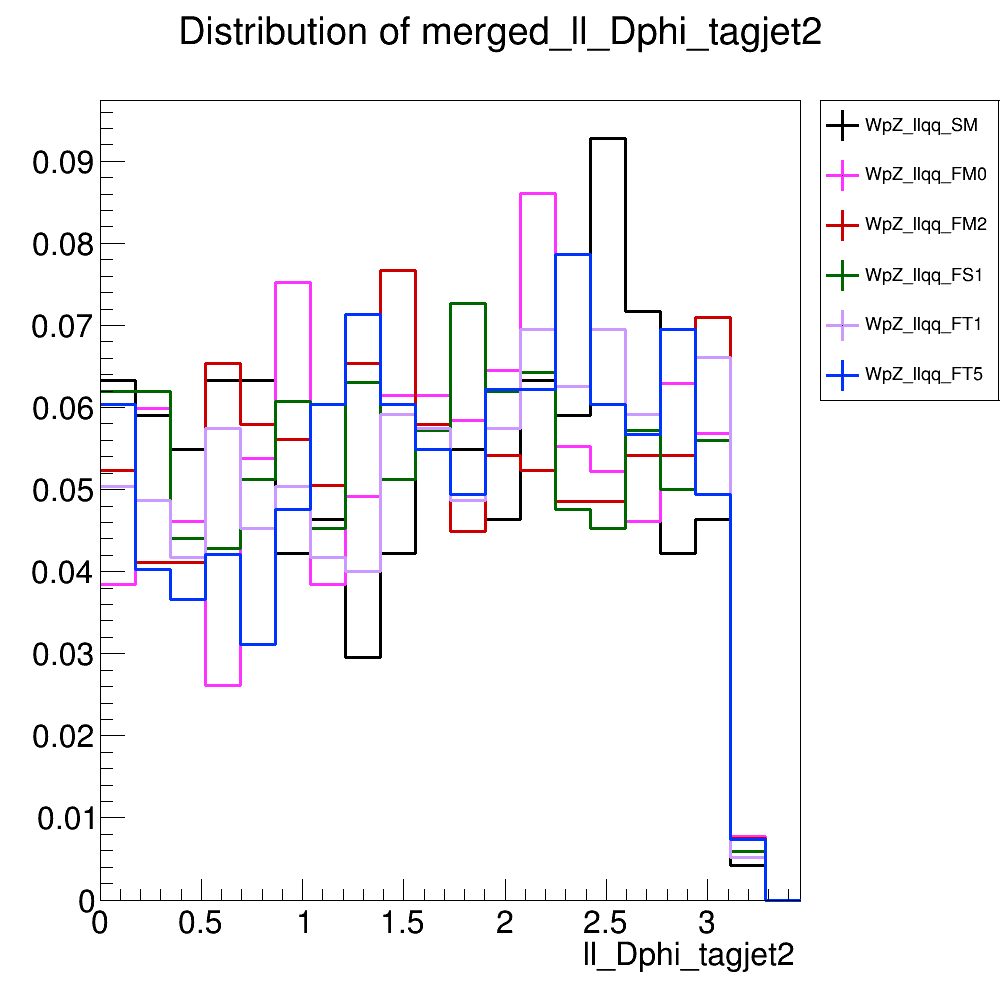 Distribution of merged_ll_Dphi_tagjet2
WpZ_llqq_SM
WpZ_llqq_FM0
WpZ_llqq_FM2
WpZ_llqq_FS1
WpZ_llqq_FT1
WpZ_llqq_FT5
0.09
0.08
0.07
0.06
0.05
0.04
0.03
0.02
0.01
0
0 0.5 1 1.5 2 2.5 3
ll_Dphi_tagjet2